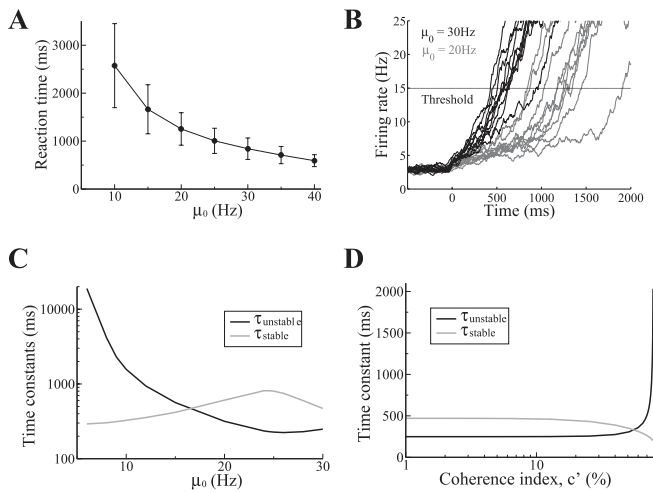 A
Reaction time (ms)
3000
2000
1000
0
10 20 30 40
μ0 (Hz)
B
Firing rate (Hz)
25
20
15
10
5
0
μ0 = 30Hz
μ0 = 20Hz
Threshold
0 500 1000 1500 2000
Time (ms)
C
Time constants (ms)
10000
1000
100
τunstable
τstable
10 20 30
μ0 (Hz)
D
Time constant (ms)
2000
1500
1000
500
0
τunstable
τstable
1 10
Coherence index, c' (%)